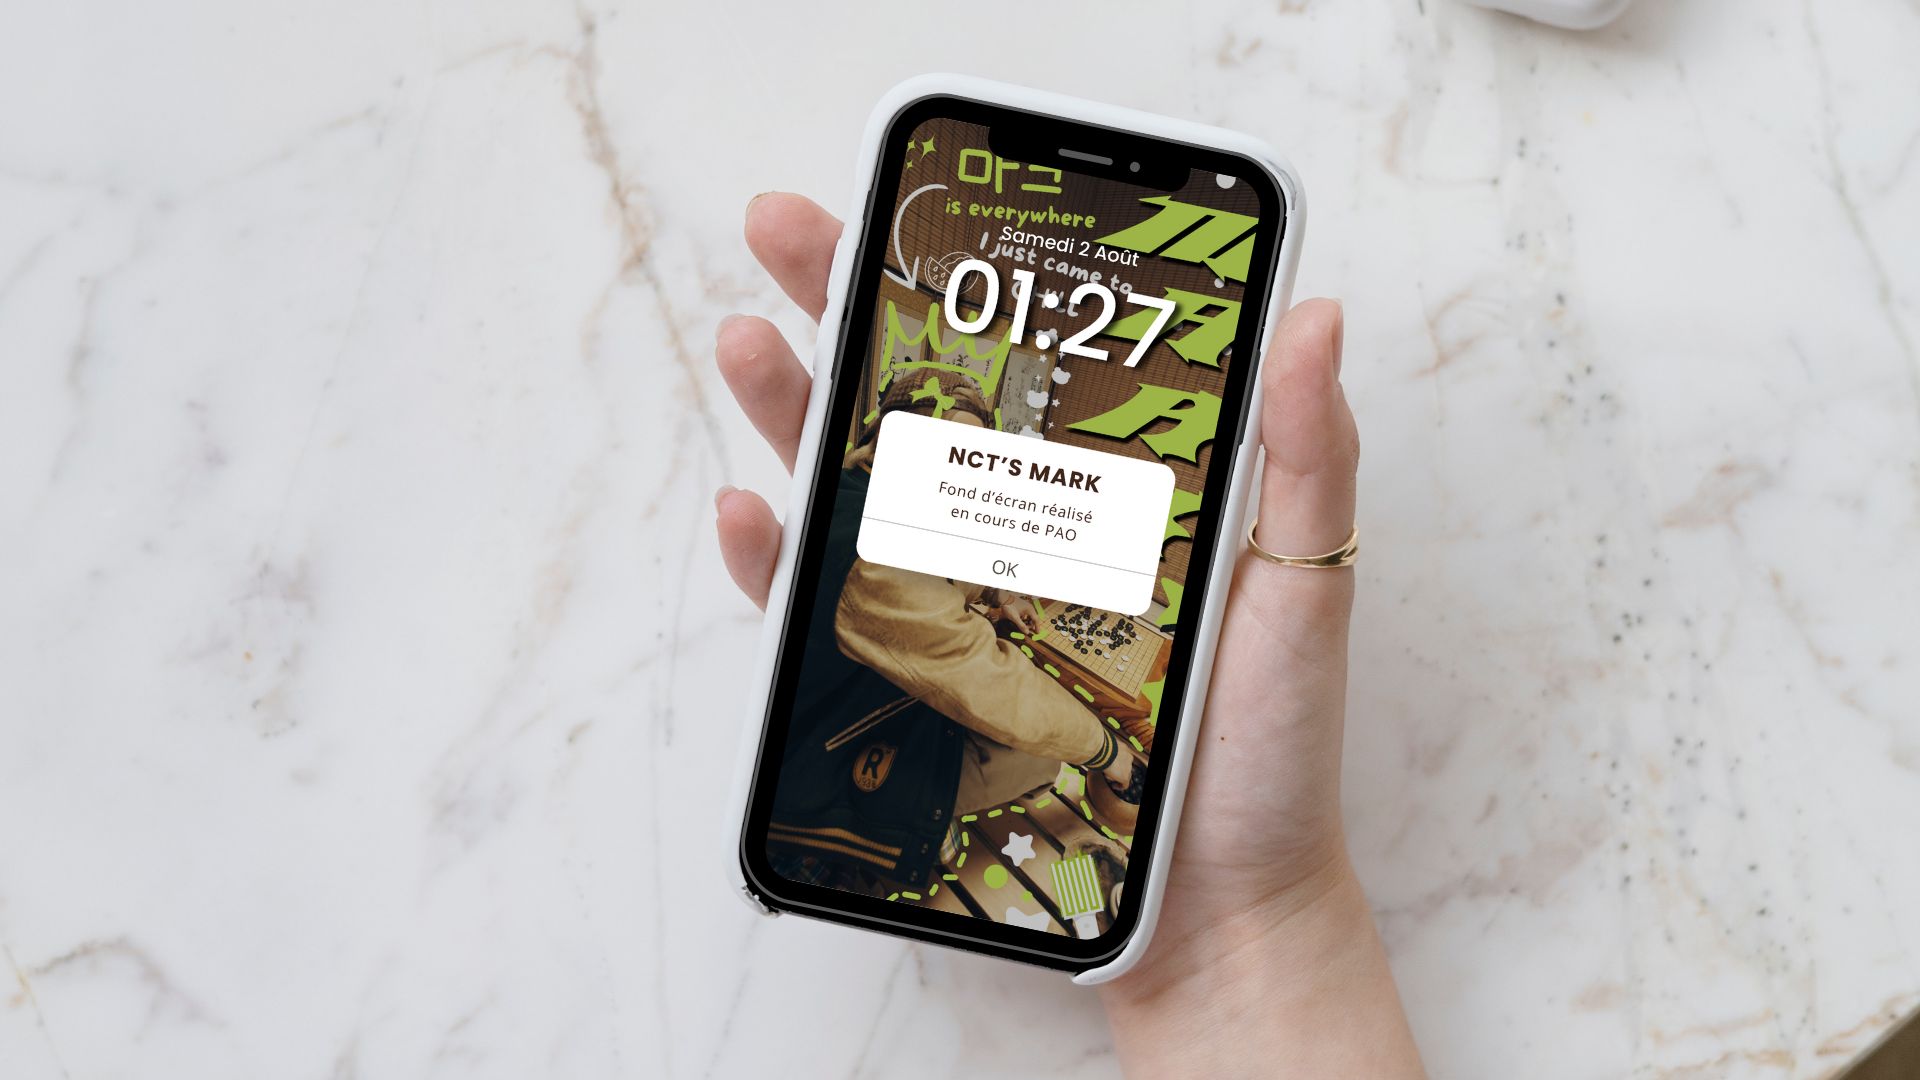 마크
is everywhere
I just came to
Samedi 2 Août
01:27
M
A
R
NCT’S MARK
Fond d’écran réalisé
en cours de PAO
OK
R